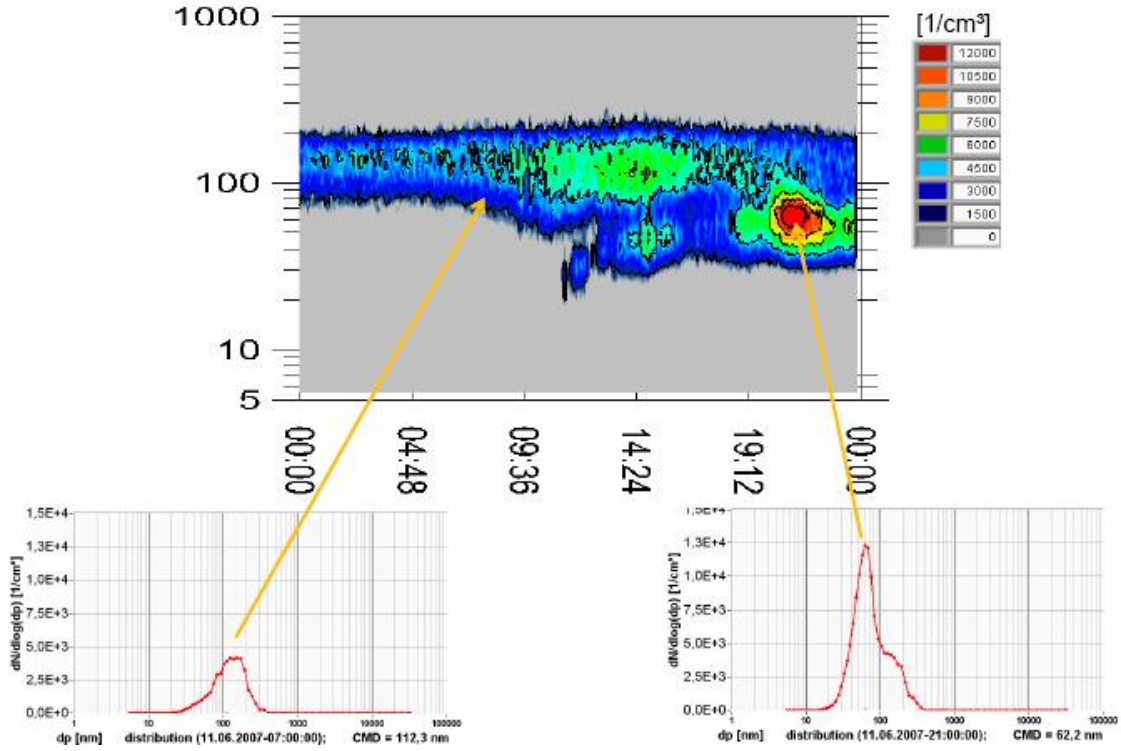 1000
100
10
5
00:00
04:48
09:36
14:24
19:12
00:00
[1/cm³]
12000
10500
9000
7500
6000
4500
3000
1500
0
dN/dlog(dp) [1/cm³]
1,5E+4
1,3E+4
1,0E+4
7,5E+3
5,0E+3
2,5E+3
0,0E+0
1 10 100 1000 10000 100000
dp [nm] distribution (11.06.2007-07:00:00); CMD = 112,3 nm
dN/dlog(dp) [1/cm³]
1,5E+4
1,3E+4
1,0E+4
7,5E+3
5,0E+3
2,5E+3
0,0E+0
1 10 100 1000 10000 100000
dp [nm] distribution (11.06.2007-21:00:00); CMD = 62,2 nm